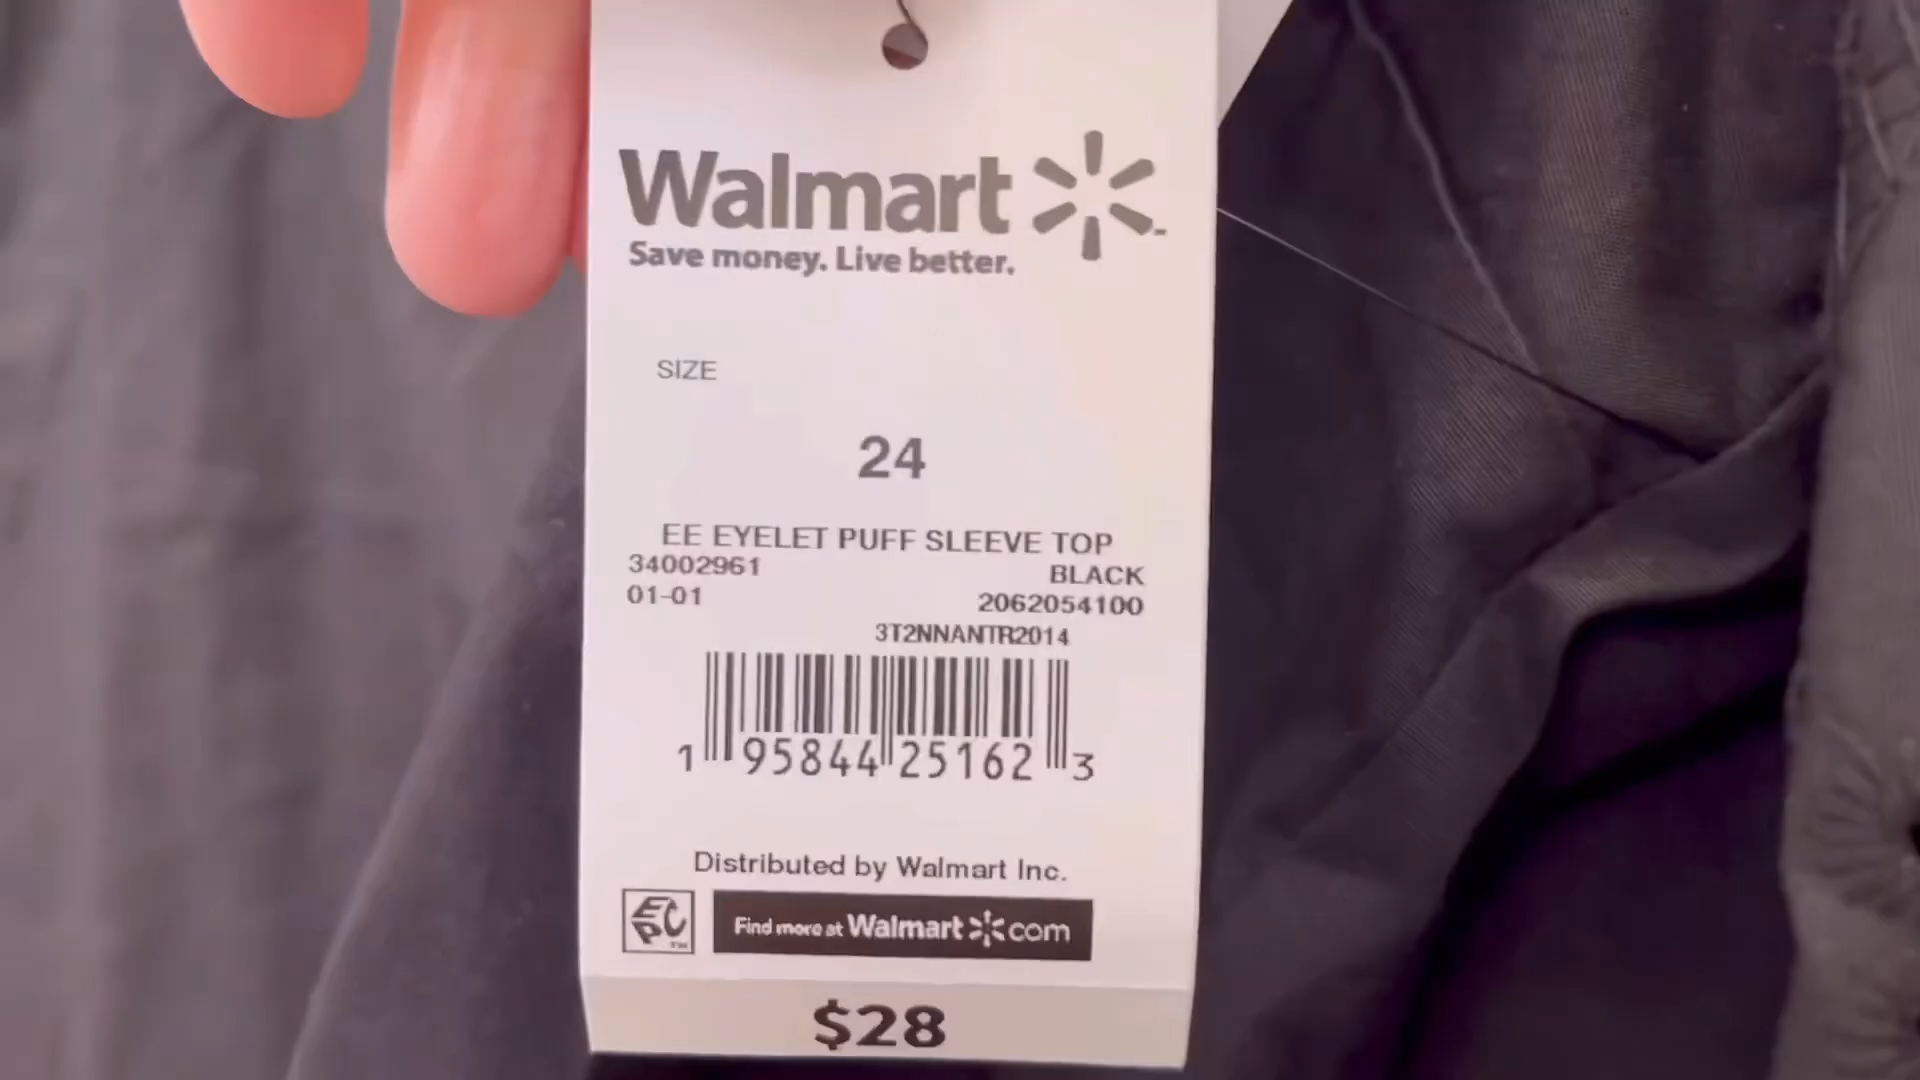 Walmart
Save money. Live better.
SIZE
24
EE EYELET PUFF SLEEVE TOP
34002961 BLACK
01-01 2062054100
3T2NNANTR2014
1 95844 25162 3
Distributed by Walmart Inc.
EPC TM Find more at Walmart com
$28